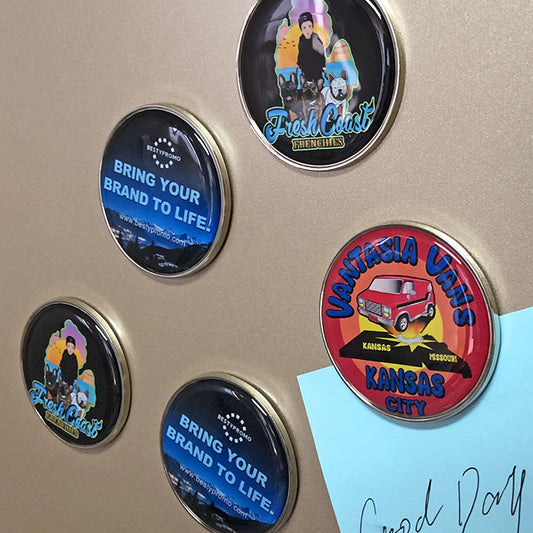 Fresh Coast
FRENCHIES
BESTYPROMO
BRING YOUR
BRAND TO LIFE.
www.bestypromo.com
VANTASIA VANS
KANSAS
MISSOURI
KANSAS
CITY
Fresh Coast
FRENCHIES
BESTYPROMO
BRING YOUR
BRAND TO LIFE.
www.bestypromo.com
Good Day